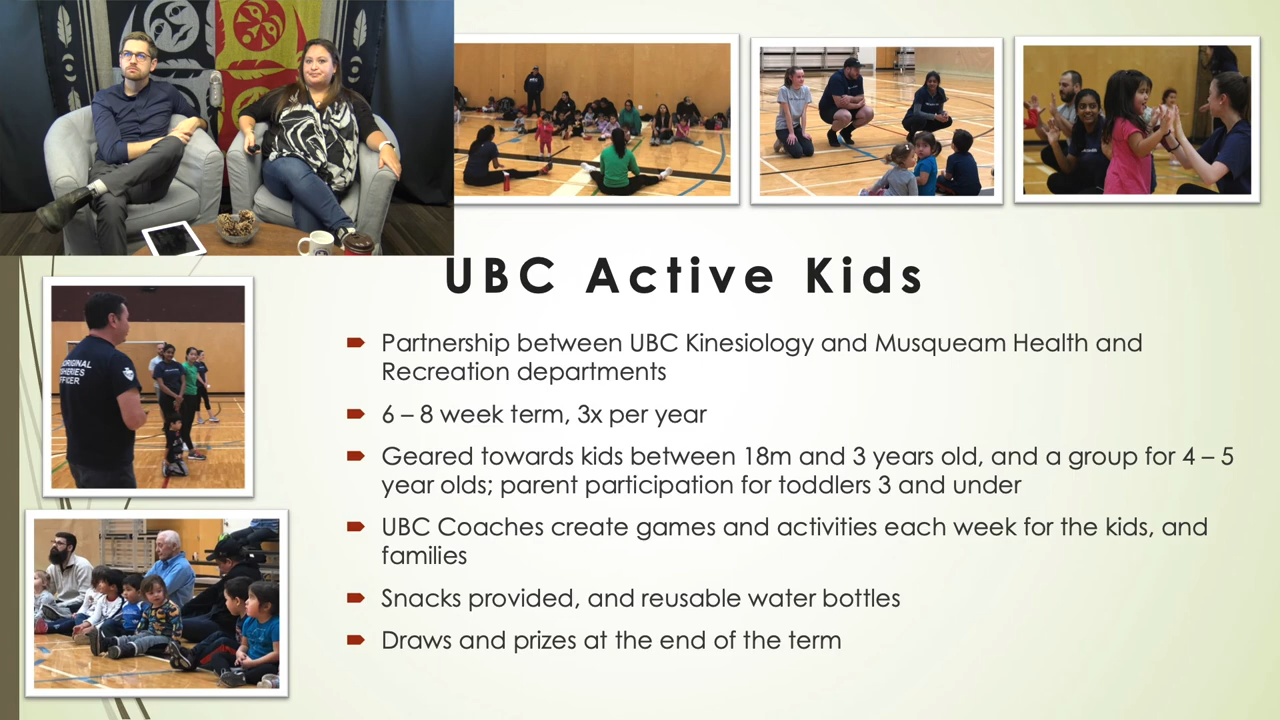 UBC Active Kids
Partnership between UBC Kinesiology and Musqueam Health and
Recreation departments
6 – 8 week term, 3x per year
Geared towards kids between 18m and 3 years old, and a group for 4 – 5
year olds; parent participation for toddlers 3 and under
UBC Coaches create games and activities each week for the kids, and
families
Snacks provided, and reusable water bottles
Draws and prizes at the end of the term
ORIGINAL
OFFICER